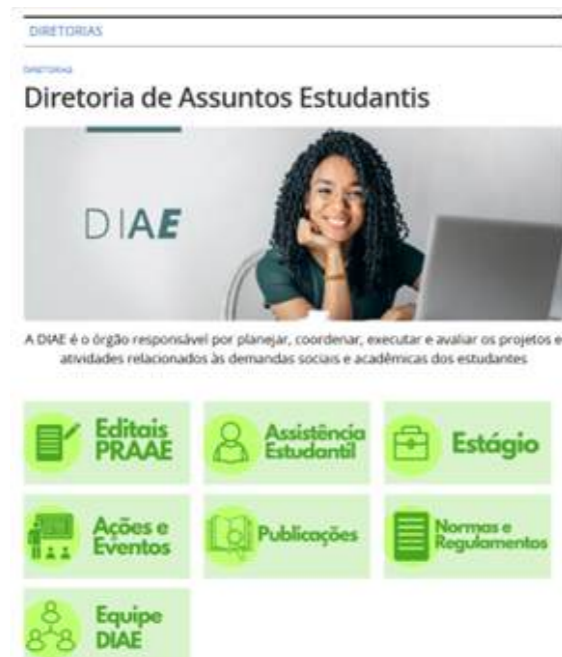 DIRETORIAS
DIRETORIAS
Diretoria de Assuntos Estudantis
DIAE
A DIAE é o órgão responsável por planejar, coordenar, executar e avaliar os projetos e
atividades relacionados às demandas sociais e acadêmicas dos estudantes
Editais
PRAAE
Assistência
Estudantil
Estágio
Ações e
Eventos
Publicações
Normas e
Regulamentos
Equipe
DIAE